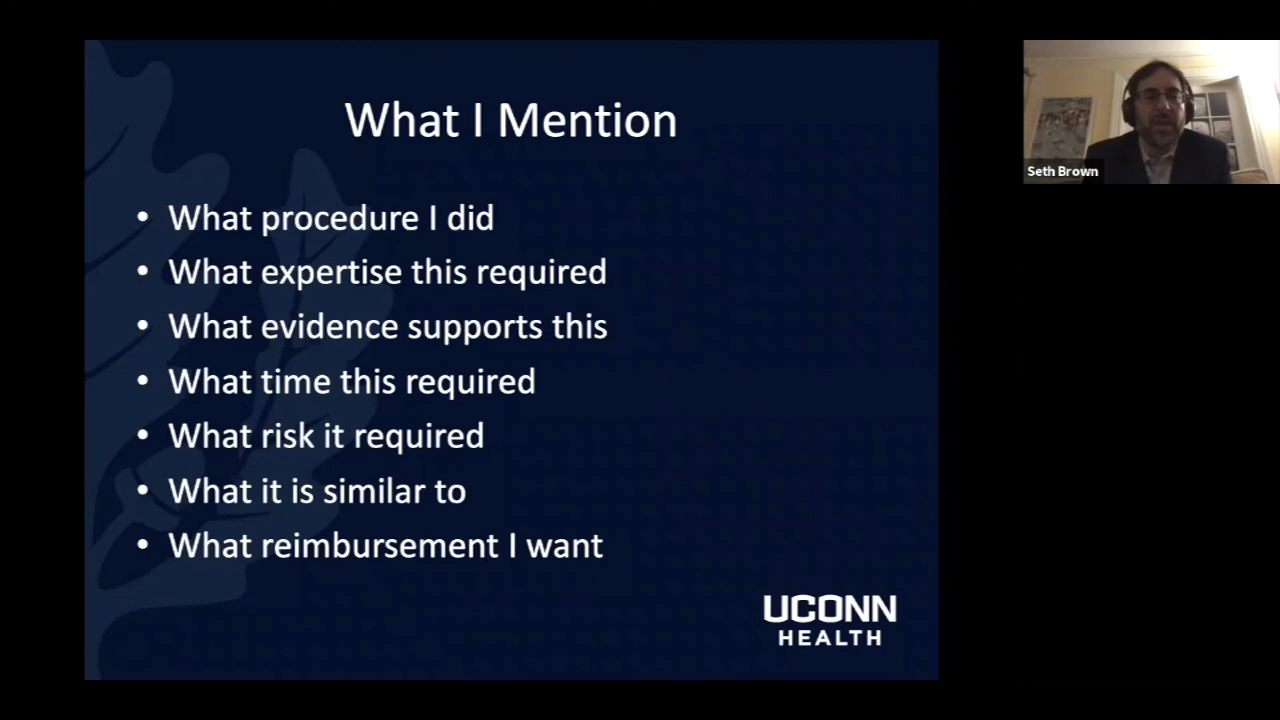 What I Mention
• What procedure I did
• What expertise this required
• What evidence supports this
• What time this required
• What risk it required
• What it is similar to
• What reimbursement I want
UCONN
HEALTH
Seth Brown